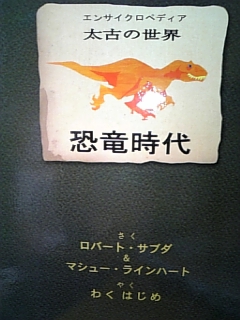 エンサイクロペディア
太古の世界
恐竜時代
さく
ロバート・サブダ
&
マシュー・ラインハート
やく
わく はじめ